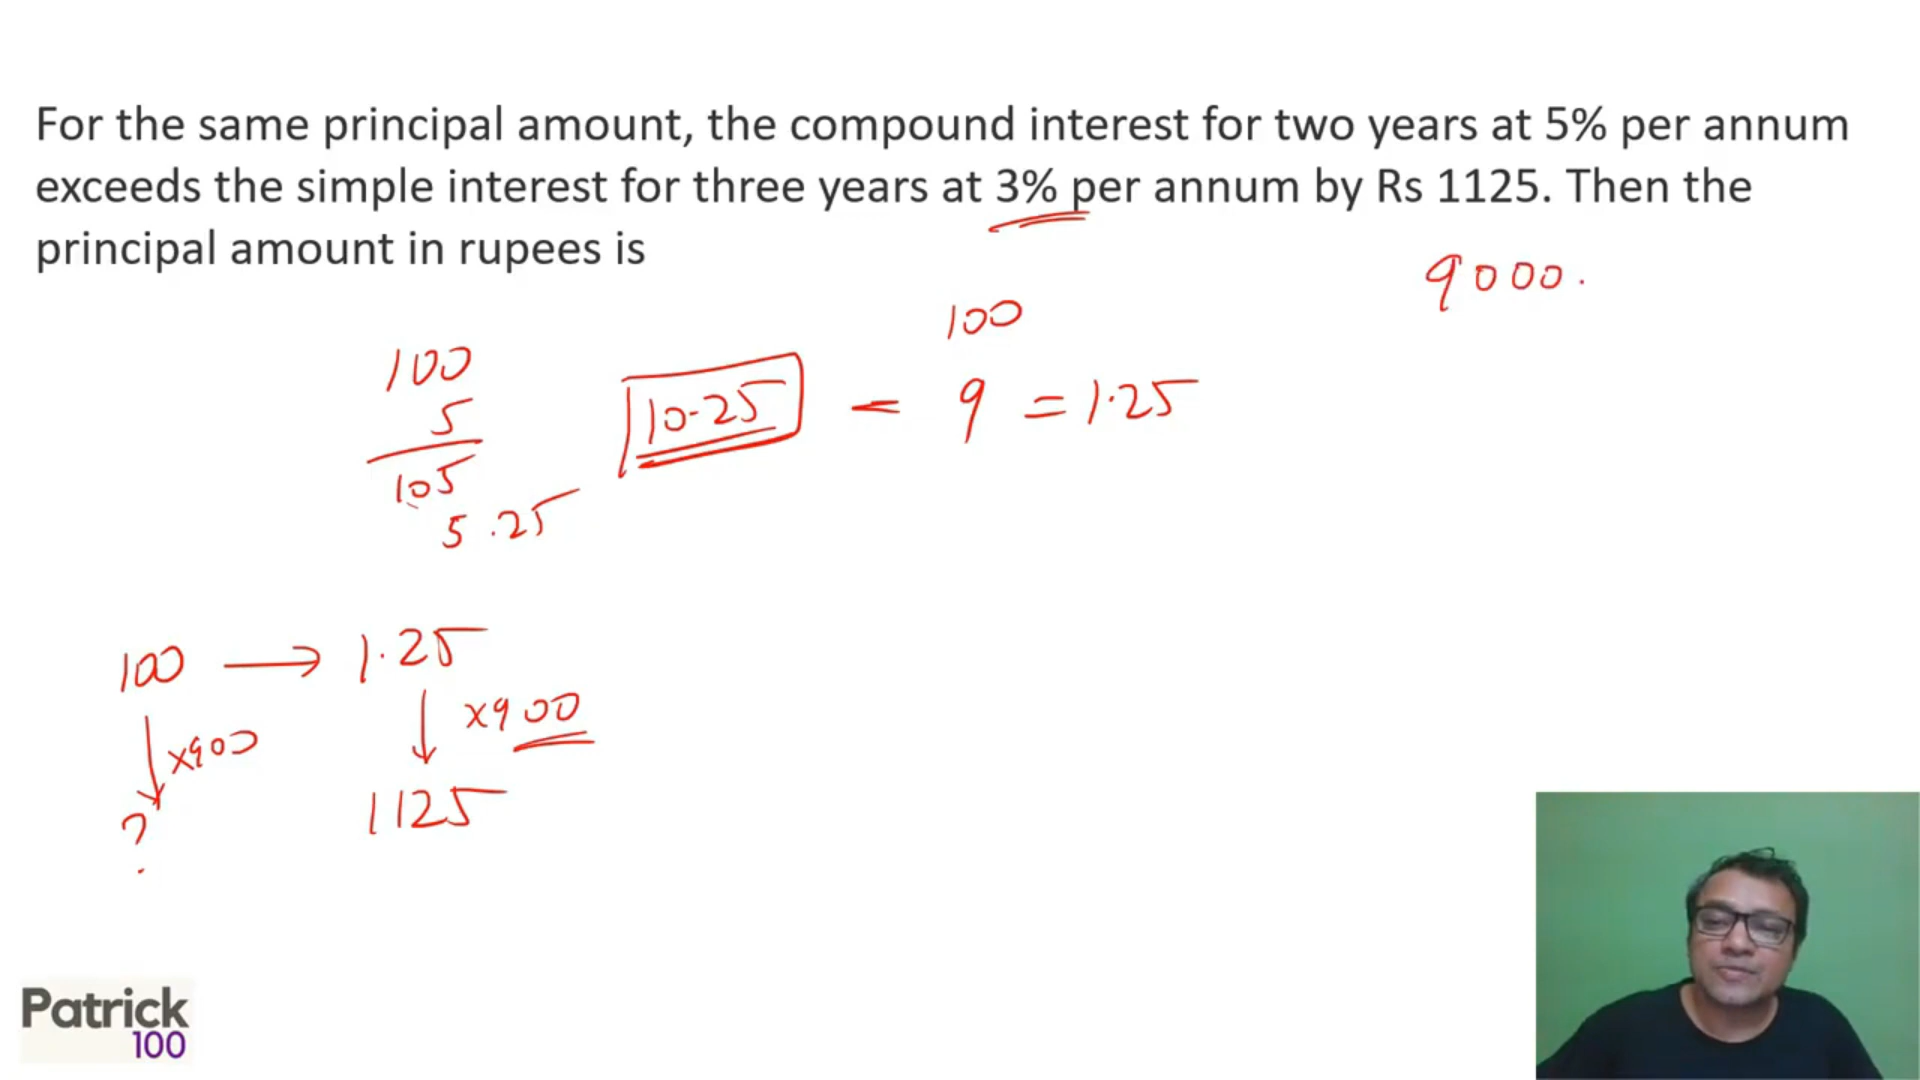 For the same principal amount, the compound interest for two years at 5% per annum
exceeds the simple interest for three years at 3% per annum by Rs 1125. Then the
principal amount in rupees is
9000.
100
5
105
5.25
10.25 - 9 = 1.25
100
100 → 1.25
×900
×900
?
1125
Patrick
100